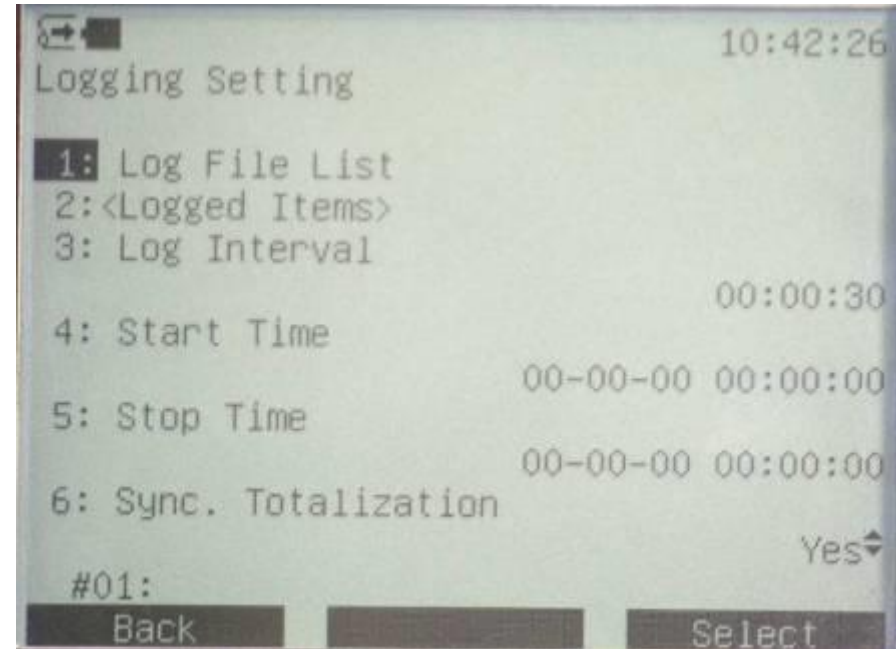 10:42:26
Logging Setting
1: Log File List
2:<Logged Items>
3: Log Interval
00:00:30
4: Start Time
00-00-00 00:00:00
5: Stop Time
00-00-00 00:00:00
6: Sync. Totalization
Yes
#01:
Back Select